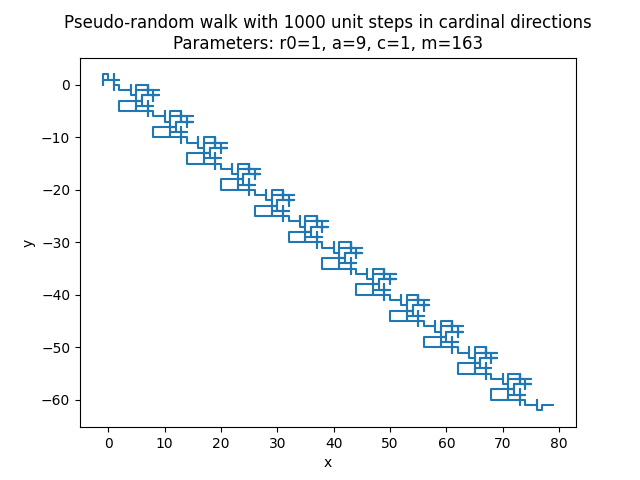 Pseudo-random walk with 1000 unit steps in cardinal directions
Parameters: r0=1, a=9, c=1, m=163
0
−10
−20
−30
−40
−50
−60
y
0 10 20 30 40 50 60 70 80
x